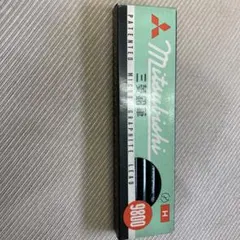 Mitsubishi
三菱鉛筆
PATENTED MICRO GRAPHITE LEAD
H
9800